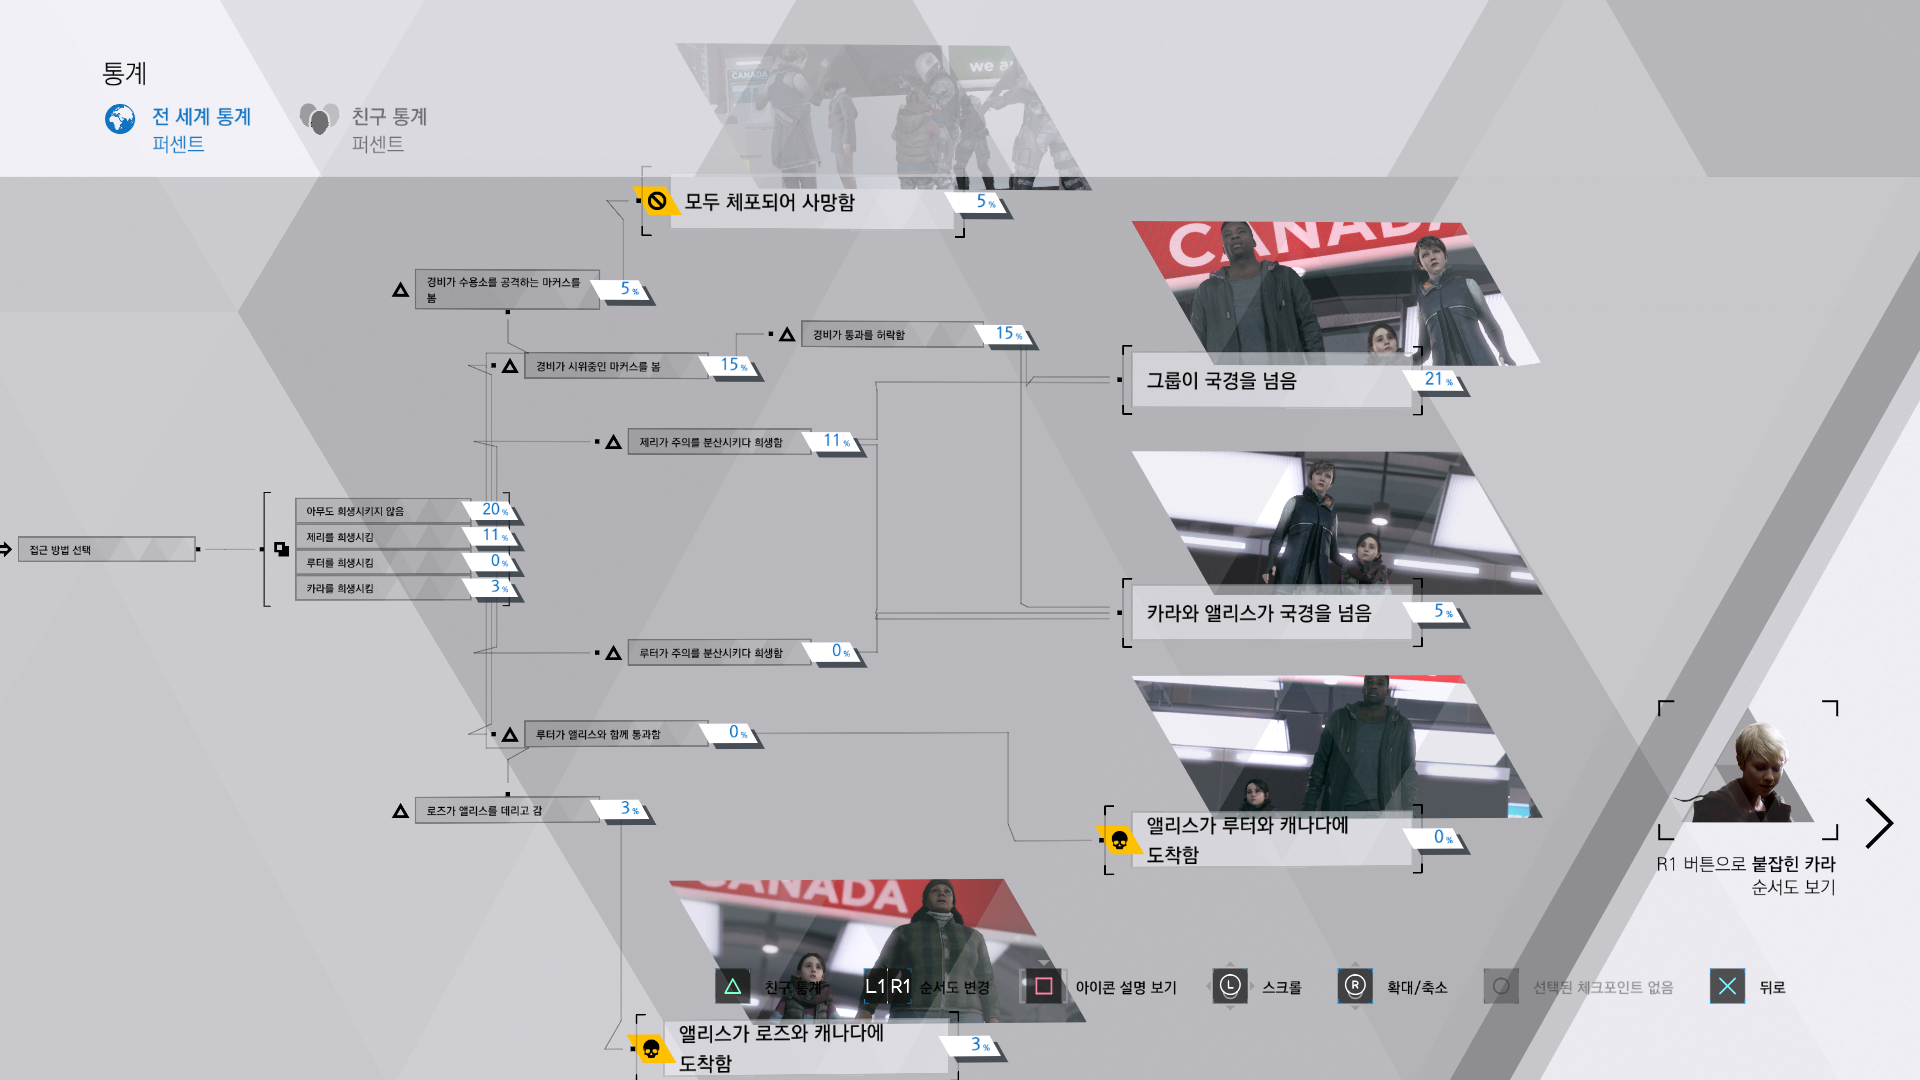 통계
전 세계 통계
퍼센트
친구 통계
퍼센트
CANADA
we a
모두 체포되어 사망함
5%
경비가 수용소를 공격하는 마커스를
봄
5%
경비가 시위중인 마커스를 봄
15%
경비가 통과를 허락함
15%
CANADA
그룹이 국경을 넘음
21%
제리가 주의를 분산시키다 희생함
11%
접근 방법 선택
아무도 희생시키지 않음
20%
제리를 희생시킴
11%
루터를 희생시킴
0%
카라를 희생시킴
3%
카라와 앨리스가 국경을 넘음
5%
루터가 주의를 분산시키다 희생함
0%
루터가 앨리스와 함께 통과함
0%
로즈가 앨리스를 데리고 감
3%
앨리스가 루터와 캐나다에
도착함
0%
R1 버튼으로 붙잡힌 카라
순서도 보기
CANADA
친구 통계
L1 R1 순서도 변경
아이콘 설명 보기
L 스크롤
R 확대/축소
선택된 체크포인트 없음
뒤로
앨리스가 로즈와 캐나다에
도착함
3%